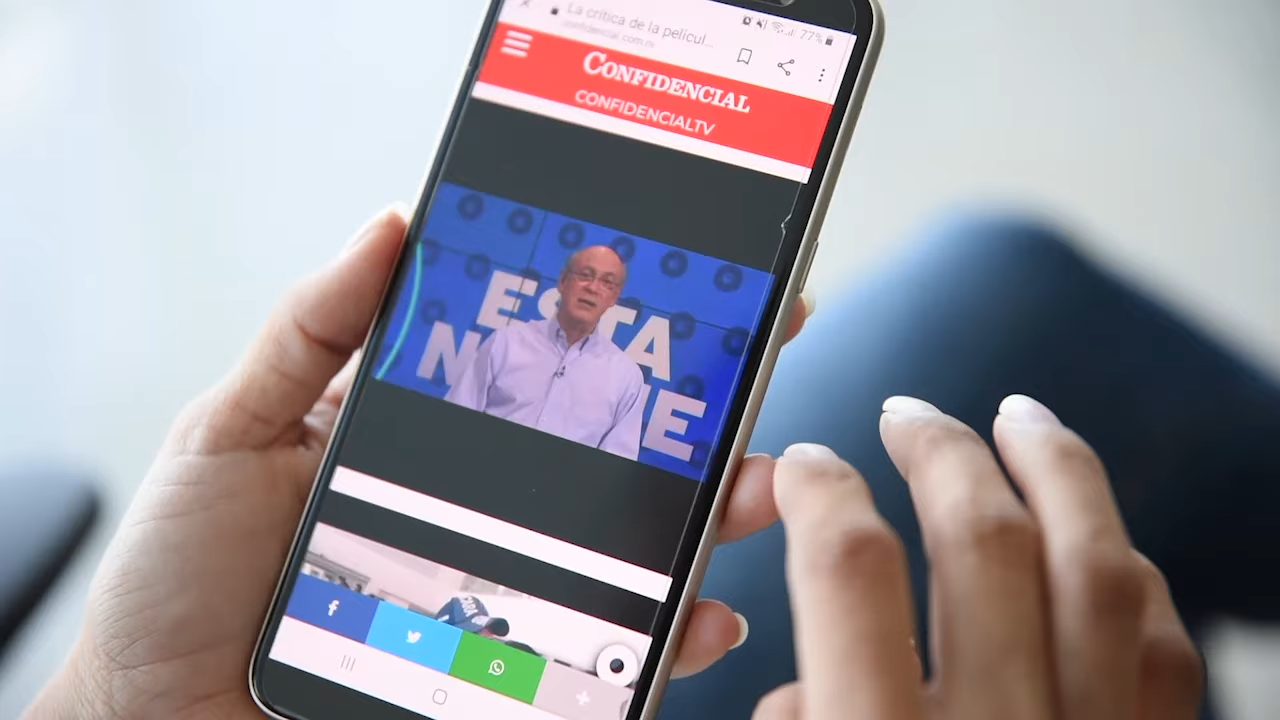 La crítica de la películ...
confidencial.com.ni
77%
CONFIDENCIAL
CONFIDENCIALTV
ESTA
NOCHE